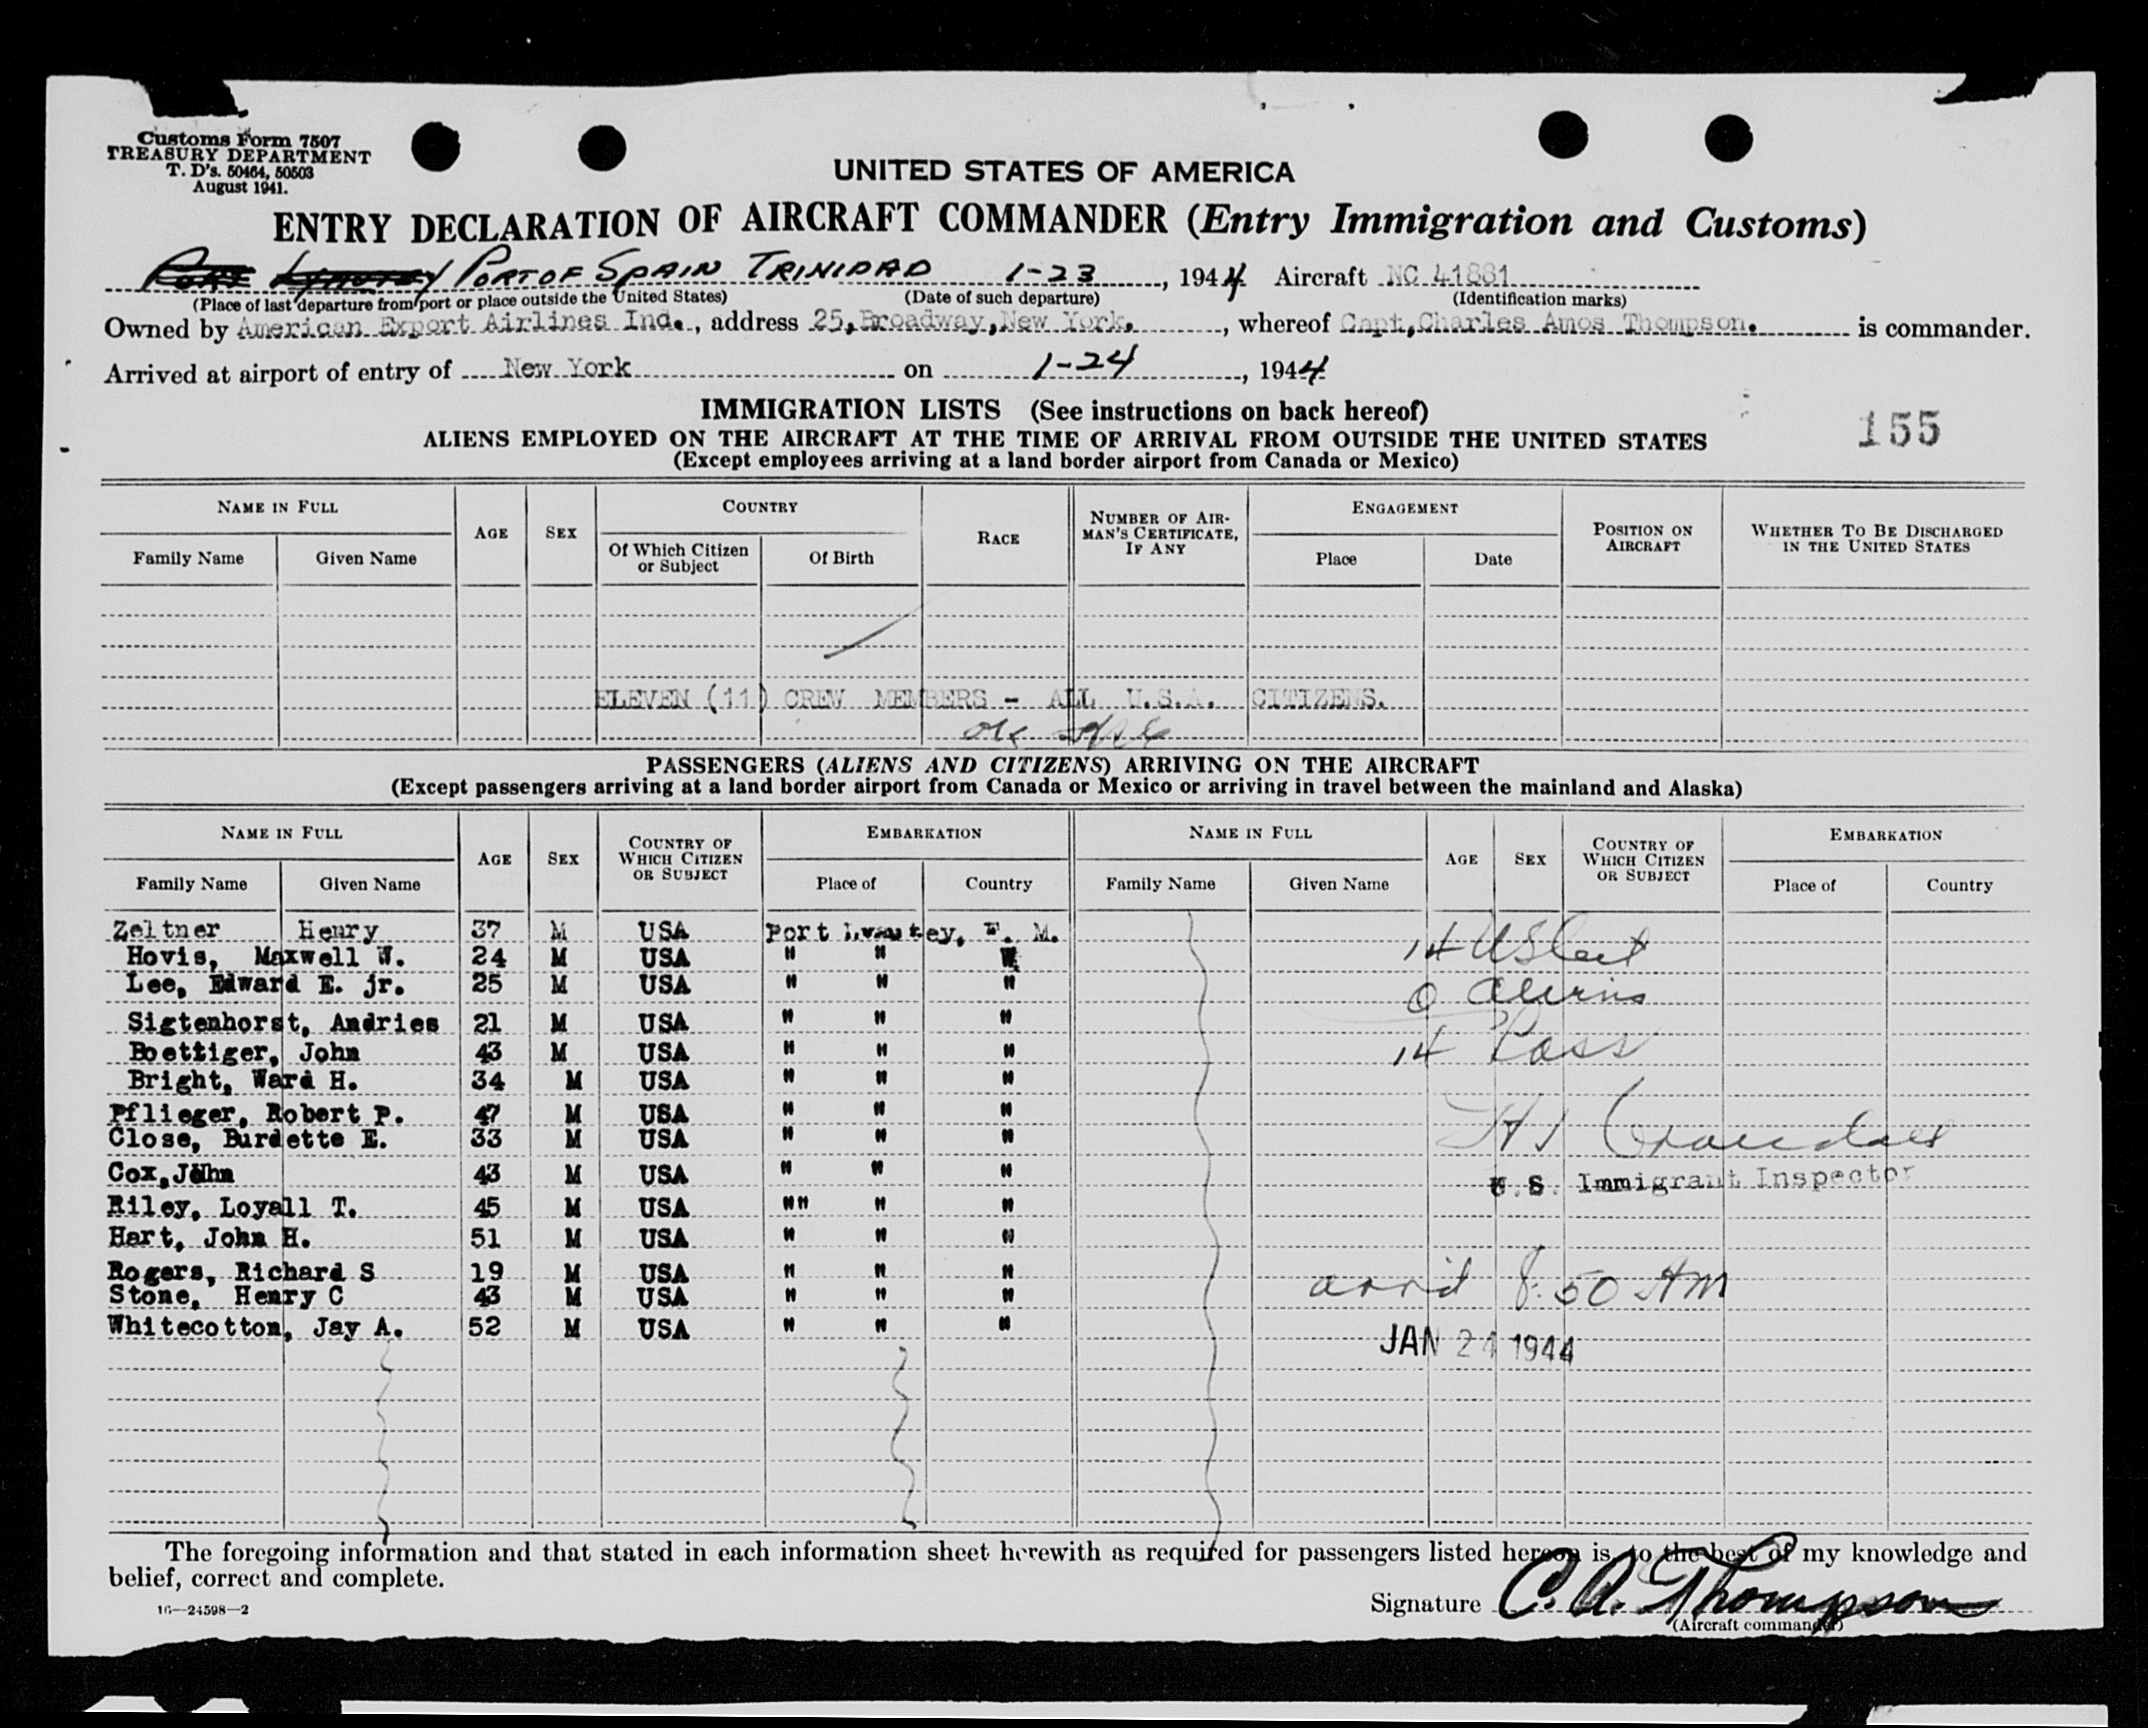 Customs Form 7507
TREASURY DEPARTMENT
T. D's. 50464, 50503
August 1941.
UNITED STATES OF AMERICA
ENTRY DECLARATION OF AIRCRAFT COMMANDER (Entry Immigration and Customs)
PORT LYAUTEY PORT OF SPAIN TRINIDAD 1-23, 1944 Aircraft NC 41881
(Place of last departure from port or place outside the United States) (Date of such departure) (Identification marks)
Owned by American Export Airlines Inc., address 25, Broadway, New York., whereof Capt, Charles Amos Thompson. is commander.
Arrived at airport of entry of New York on 1-24, 1944
IMMIGRATION LISTS (See instructions on back hereof)
155
ALIENS EMPLOYED ON THE AIRCRAFT AT THE TIME OF ARRIVAL FROM OUTSIDE THE UNITED STATES
(Except employees arriving at a land border airport from Canada or Mexico)
NAME IN FULL AGE SEX COUNTRY RACE NUMBER OF AIRMAN'S CERTIFICATE, IF ANY ENGAGEMENT POSITION ON AIRCRAFT WHETHER TO BE DISCHARGED IN THE UNITED STATES
Family Name Given Name Of Which Citizen or Subject Of Birth Place Date
ELEVEN (11) CREW MEMBERS - ALL U.S.A. CITIZENS.
OK
PASSENGERS (ALIENS AND CITIZENS) ARRIVING ON THE AIRCRAFT
(Except passengers arriving at a land border airport from Canada or Mexico or arriving in travel between the mainland and Alaska)
NAME IN FULL AGE SEX COUNTRY OF WHICH CITIZEN OR SUBJECT EMBARKATION NAME IN FULL AGE SEX COUNTRY OF WHICH CITIZEN OR SUBJECT EMBARKATION
Family Name Given Name Place of Country Family Name Given Name Place of Country
Zeltner Henry 37 M USA Port Lyautey, F. M.
Hovis, Maxwell W. 24 M USA " " " 14 US Cit
Lee, Edward E. jr. 25 M USA " " " 0 Aliens
Sigtenhorst, Andries 21 M USA " " "
Boettiger, John 43 M USA " " " 14 Pass
Bright, Ward H. 34 M USA " " "
Pflieger, Robert P. 47 M USA " " "
Close, Burdette E. 33 M USA " " "
Cox, John 43 M USA " " " U.S. Immigrant Inspector
Riley, Loyall T. 45 M USA "" " "
Hart, John H. 51 M USA " " "
Rogers, Richard S 19 M USA " " " arrid 8:50 AM
Stone, Henry C 43 M USA " " "
Whitecotton, Jay A. 52 M USA " " " JAN 24 1944
The foregoing information and that stated in each information sheet herewith as required for passengers listed hereon is, to the best of my knowledge and
belief, correct and complete.
16—24598—2
Signature C. A. Thompson
(Aircraft commander)